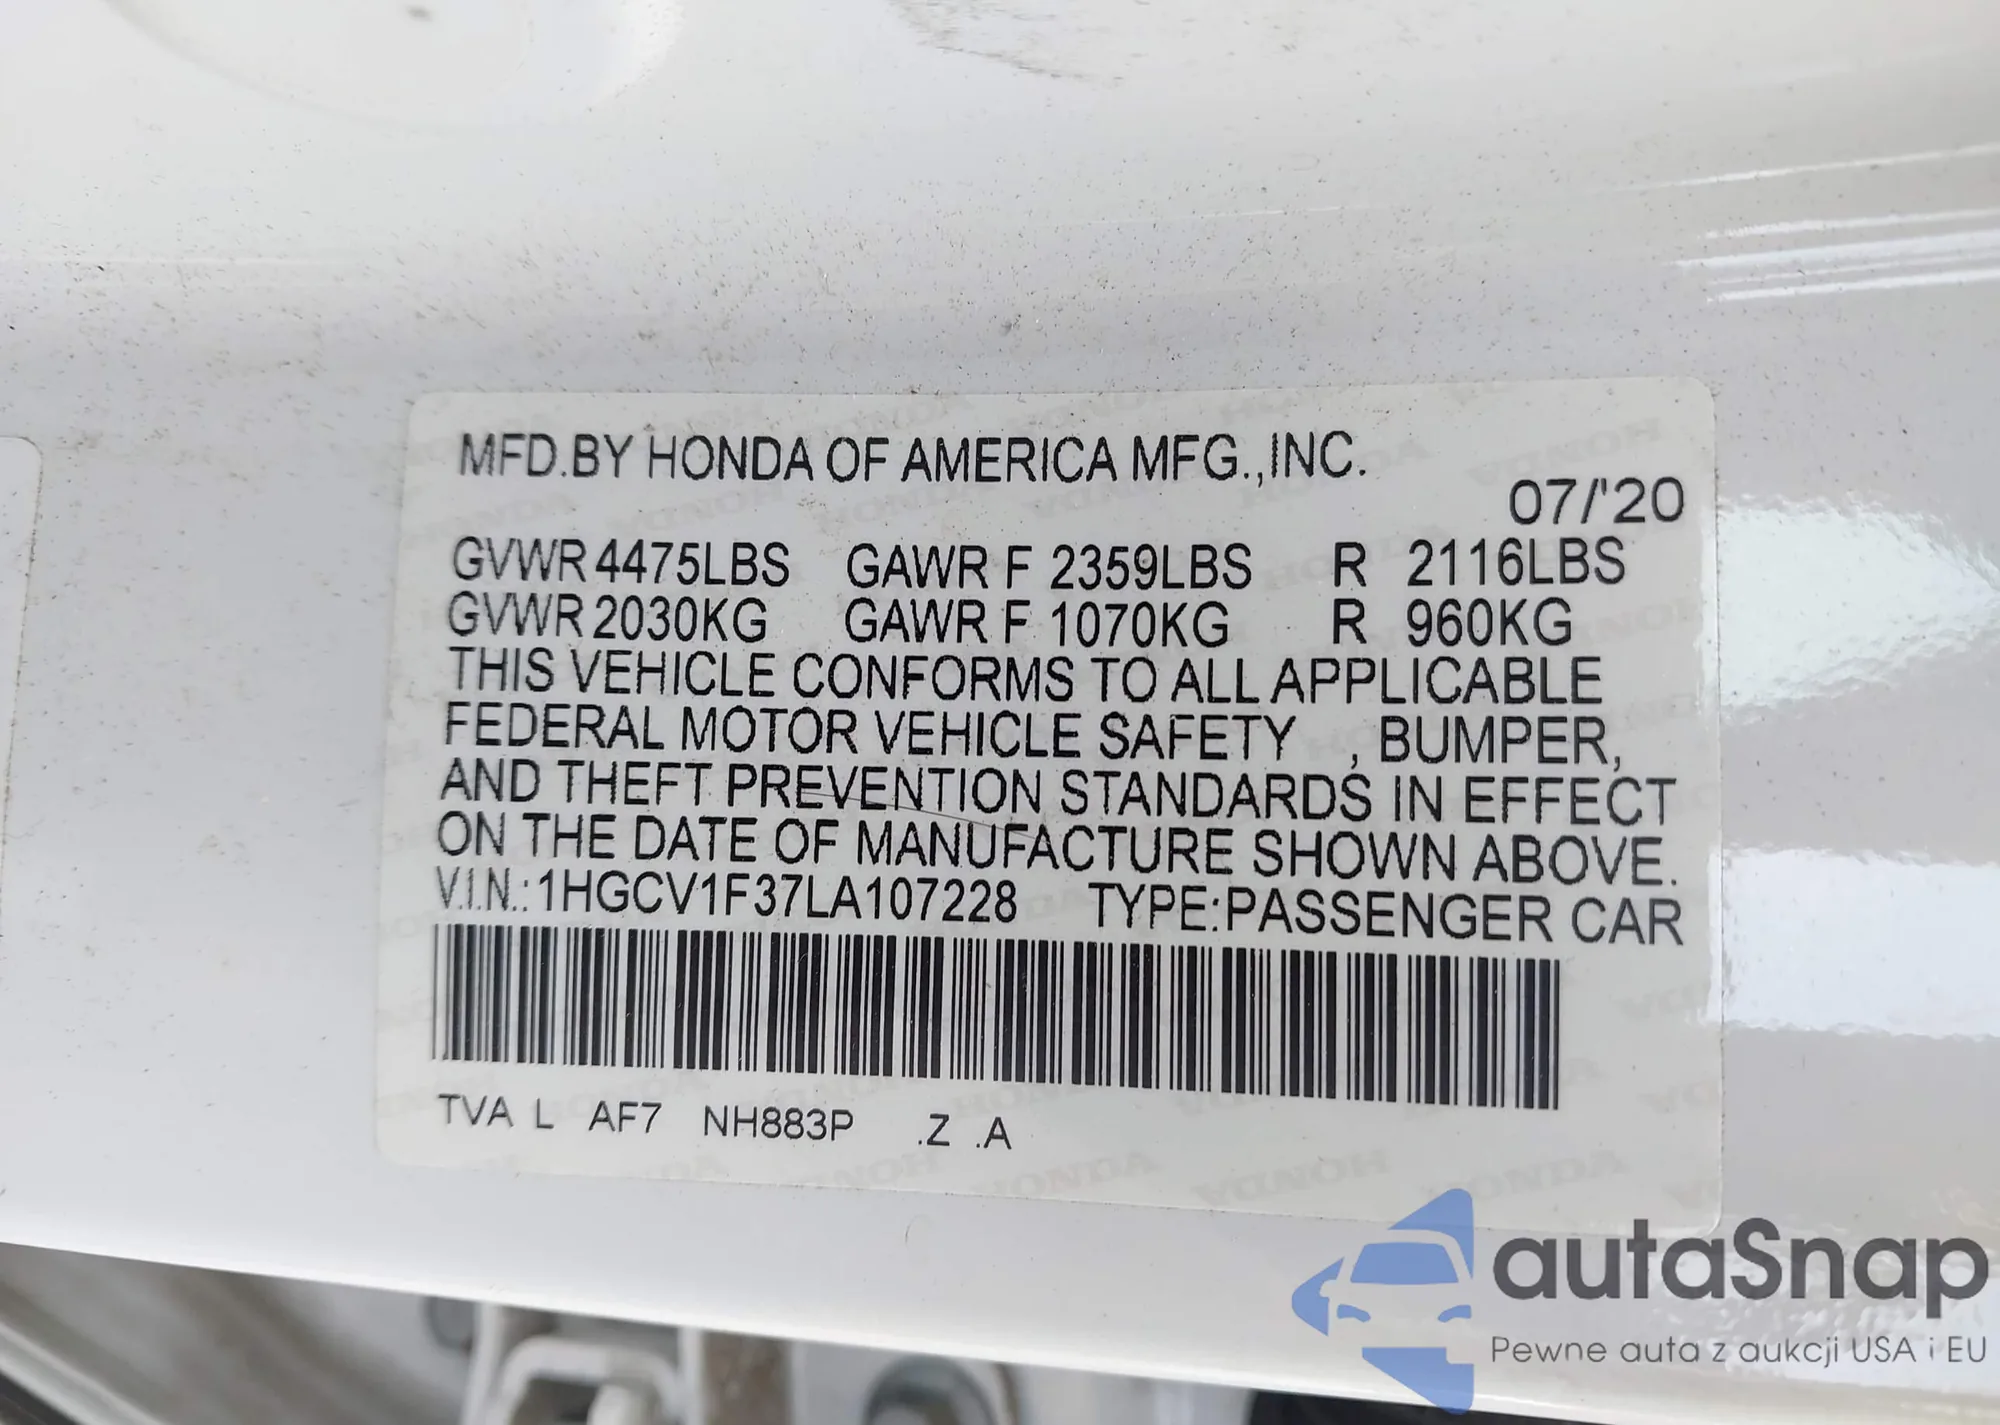 MFD.BY HONDA OF AMERICA MFG.,INC.
07/'20
GVWR 4475LBS GAWR F 2359LBS R 2116LBS
GVWR 2030KG GAWR F 1070KG R 960KG
THIS VEHICLE CONFORMS TO ALL APPLICABLE
FEDERAL MOTOR VEHICLE SAFETY , BUMPER,
AND THEFT PREVENTION STANDARDS IN EFFECT
ON THE DATE OF MANUFACTURE SHOWN ABOVE.
V.I.N.: 1HGCV1F37LA107228 TYPE:PASSENGER CAR
TVA L AF7 NH883P .Z .A
autaSnap
Pewne auta z aukcji USA i EU